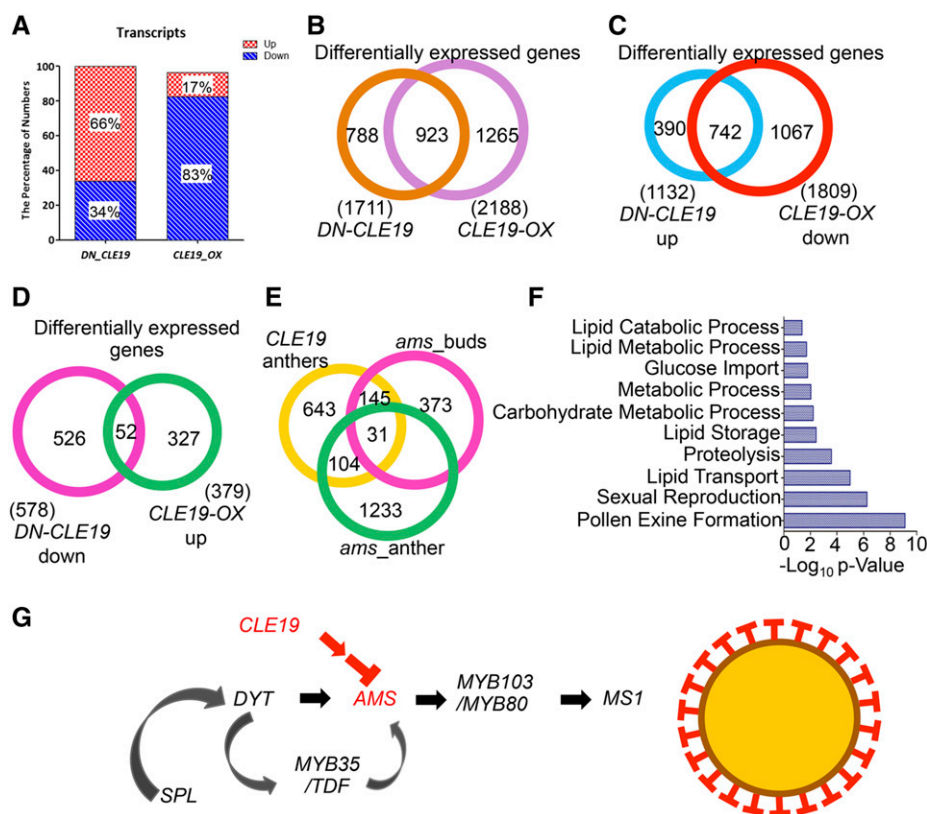 A
Transcripts
Up
Down
The Percentage of Numbers
100
80
60
40
20
0
66%
34%
17%
83%
DN_CLE19
CLE19_OX
B
Differentially expressed genes
788
923
1265
(1711)
DN-CLE19
(2188)
CLE19-OX
C
Differentially expressed genes
390
742
1067
(1132)
DN-CLE19
up
(1809)
CLE19-OX
down
D
Differentially expressed
genes
526
52
327
(578)
DN-CLE19
down
(379)
CLE19-OX
up
E
CLE19
anthers
ams_buds
643
145
373
31
104
1233
ams_anther
F
Lipid Catabolic Process
Lipid Metabolic Process
Glucose Import
Metabolic Process
Carbohydrate Metabolic Process
Lipid Storage
Proteolysis
Lipid Transport
Sexual Reproduction
Pollen Exine Formation
0 2 4 6 8 10
-Log10 p-Value
G
CLE19
DYT
AMS
MYB103
/MYB80
MS1
MYB35
/TDF
SPL